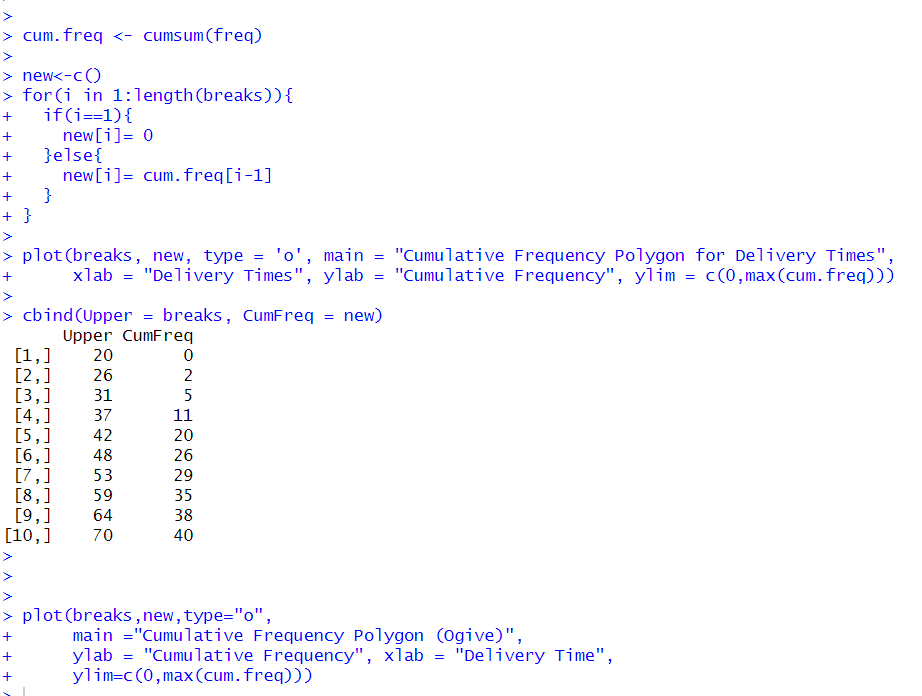 >
> cum.freq <- cumsum(freq)
>
> new<-c()
> for(i in 1:length(breaks)){
+   if(i==1){
+     new[i]= 0
+   }else{
+     new[i]= cum.freq[i-1]
+   }
+ }
>
> plot(breaks, new, type = 'o', main = "Cumulative Frequency Polygon for Delivery Times",
+      xlab = "Delivery Times", ylab = "Cumulative Frequency", ylim = c(0,max(cum.freq)))
>
> cbind(Upper = breaks, CumFreq = new)
      Upper CumFreq
 [1,]    20       0
 [2,]    26       2
 [3,]    31       5
 [4,]    37      11
 [5,]    42      20
 [6,]    48      26
 [7,]    53      29
 [8,]    59      35
 [9,]    64      38
[10,]    70      40
>
>
>
> plot(breaks,new,type="o",
+      main ="Cumulative Frequency Polygon (Ogive)",
+      ylab = "Cumulative Frequency", xlab = "Delivery Time",
+      ylim=c(0,max(cum.freq)))
>